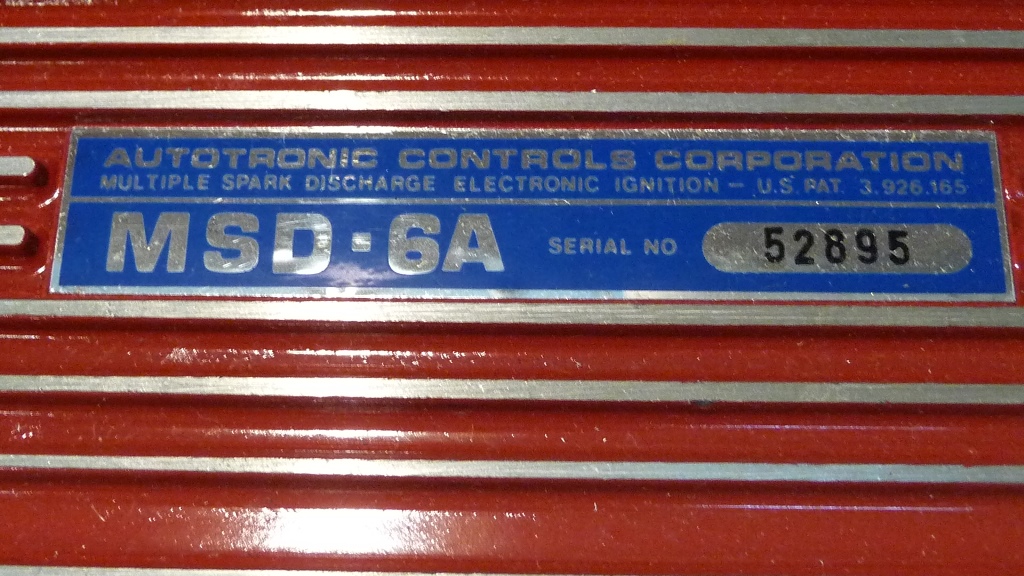 AUTOTRONIC CONTROLS CORPORATION
MULTIPLE SPARK DISCHARGE ELECTRONIC IGNITION – U.S. PAT. 3.926.165
MSD·6A SERIAL NO 52895